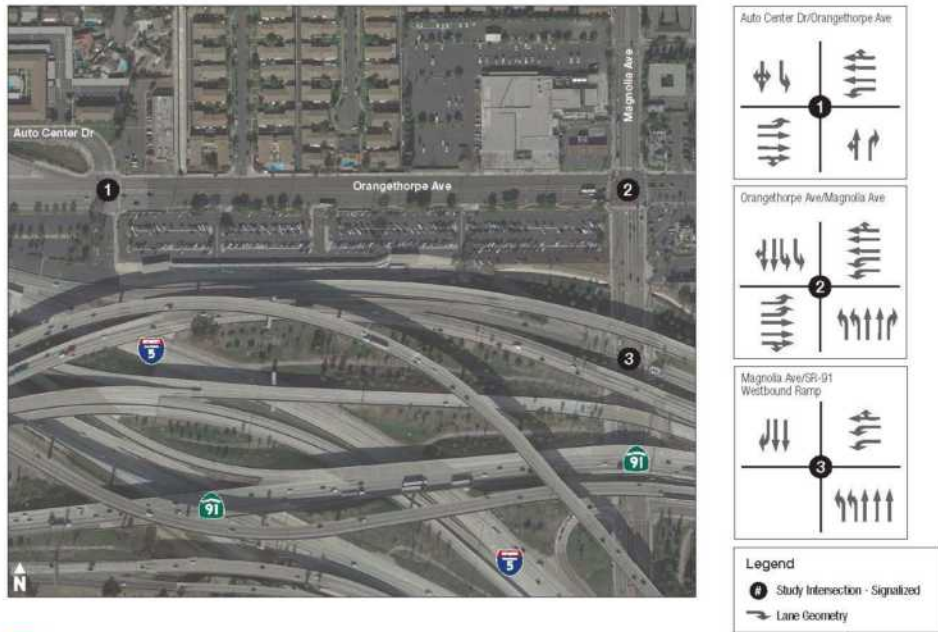 Auto Center Dr
Orangethorpe Ave
Magnolia Ave
1
2
3
5
91
91
5
N
Auto Center Dr/Orangethorpe Ave
1
Orangethorpe Ave/Magnolia Ave
2
Magnolia Ave/SR-91
Westbound Ramp
3
Legend
# Study Intersection - Signalized
Lane Geometry